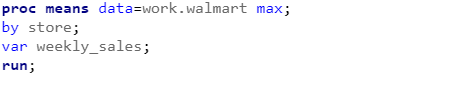 proc means data=work.walmart max;
by store;
var weekly_sales;
run;